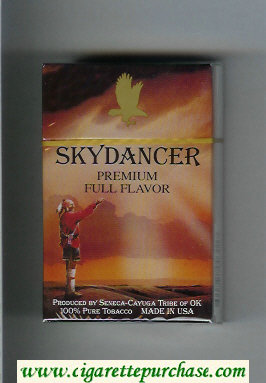 SKYDANCER
PREMIUM
FULL FLAVOR
PRODUCED BY SENECA-CAYUGA TRIBE OF OK
100% PURE TOBACCO MADE IN USA
www.cigarettepurchase.com